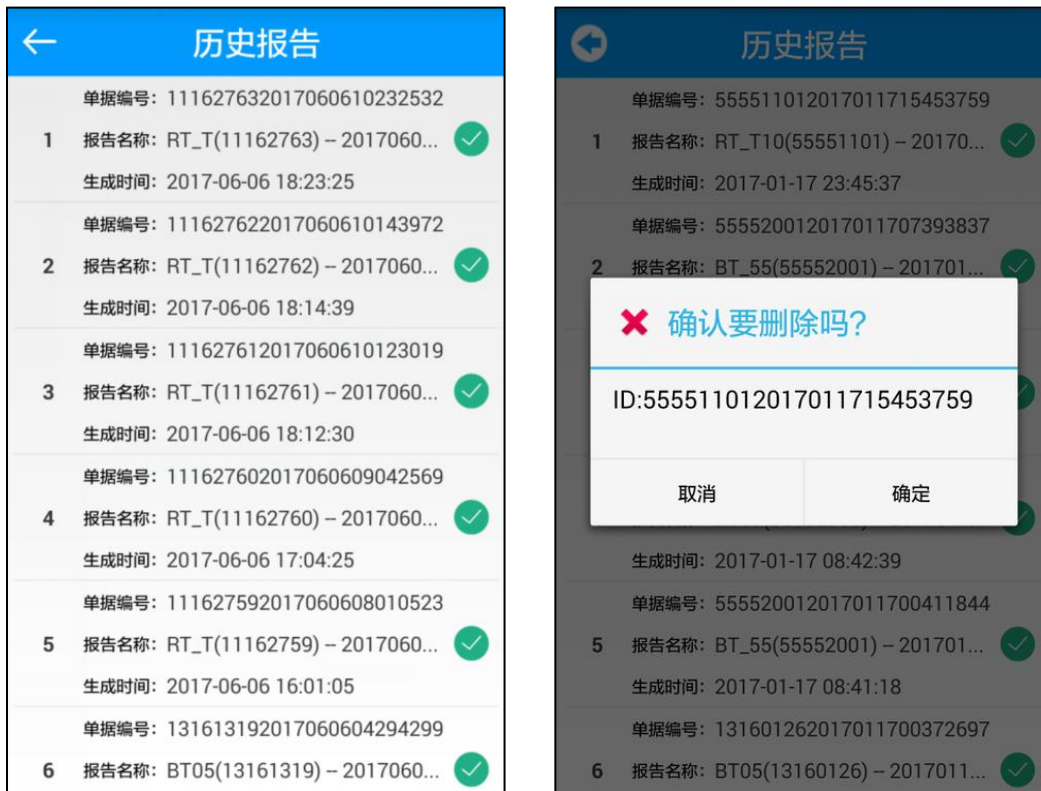 历史报告
单据编号：1116276320170606102​32532
1 报告名称：RT_T(11162763) -- 2017060...
生成时间：2017-06-06 18:23:25
单据编号：111627622017060610143972
2 报告名称：RT_T(11162762) -- 2017060...
生成时间：2017-06-06 18:14:39
单据编号：111627612017060610123019
3 报告名称：RT_T(11162761) -- 2017060...
生成时间：2017-06-06 18:12:30
单据编号：111627602017060609042569
4 报告名称：RT_T(11162760) -- 2017060...
生成时间：2017-06-06 17:04:25
单据编号：111627592017060608010523
5 报告名称：RT_T(11162759) -- 2017060...
生成时间：2017-06-06 16:01:05
单据编号：131613192017060604294299
6 报告名称：BT05(13161319) -- 2017060...
历史报告
单据编号：555511012017011715453759
1 报告名称：RT_T10(55551101) -- 20170...
生成时间：2017-01-17 23:45:37
单据编号：555520012017011707393837
2 报告名称：BT_55(55552001) -- 201701...
确认要删除吗?
ID:555511012017011715453759
取消 确定
生成时间：2017-01-17 08:42:39
单据编号：555520012017011700411844
5 报告名称：BT_55(55552001) -- 201701...
生成时间：2017-01-17 08:41:18
单据编号：131601262017011700372697
6 报告名称：BT05(13160126) -- 2017011...